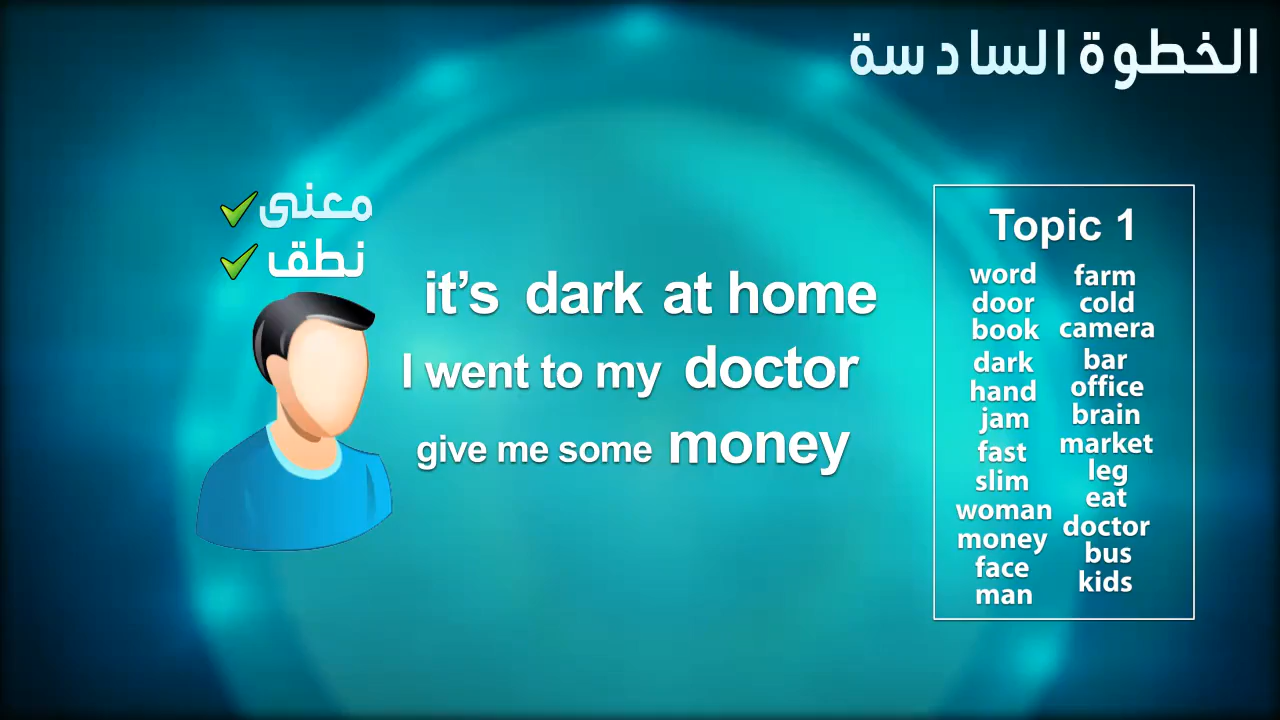 الخطوة السادسة
معنى
نطق
it's dark at home
I went to my doctor
give me some money
Topic 1
word farm
door cold
book camera
dark bar
hand office
jam brain
fast market
slim leg
woman eat
money doctor
face bus
man kids